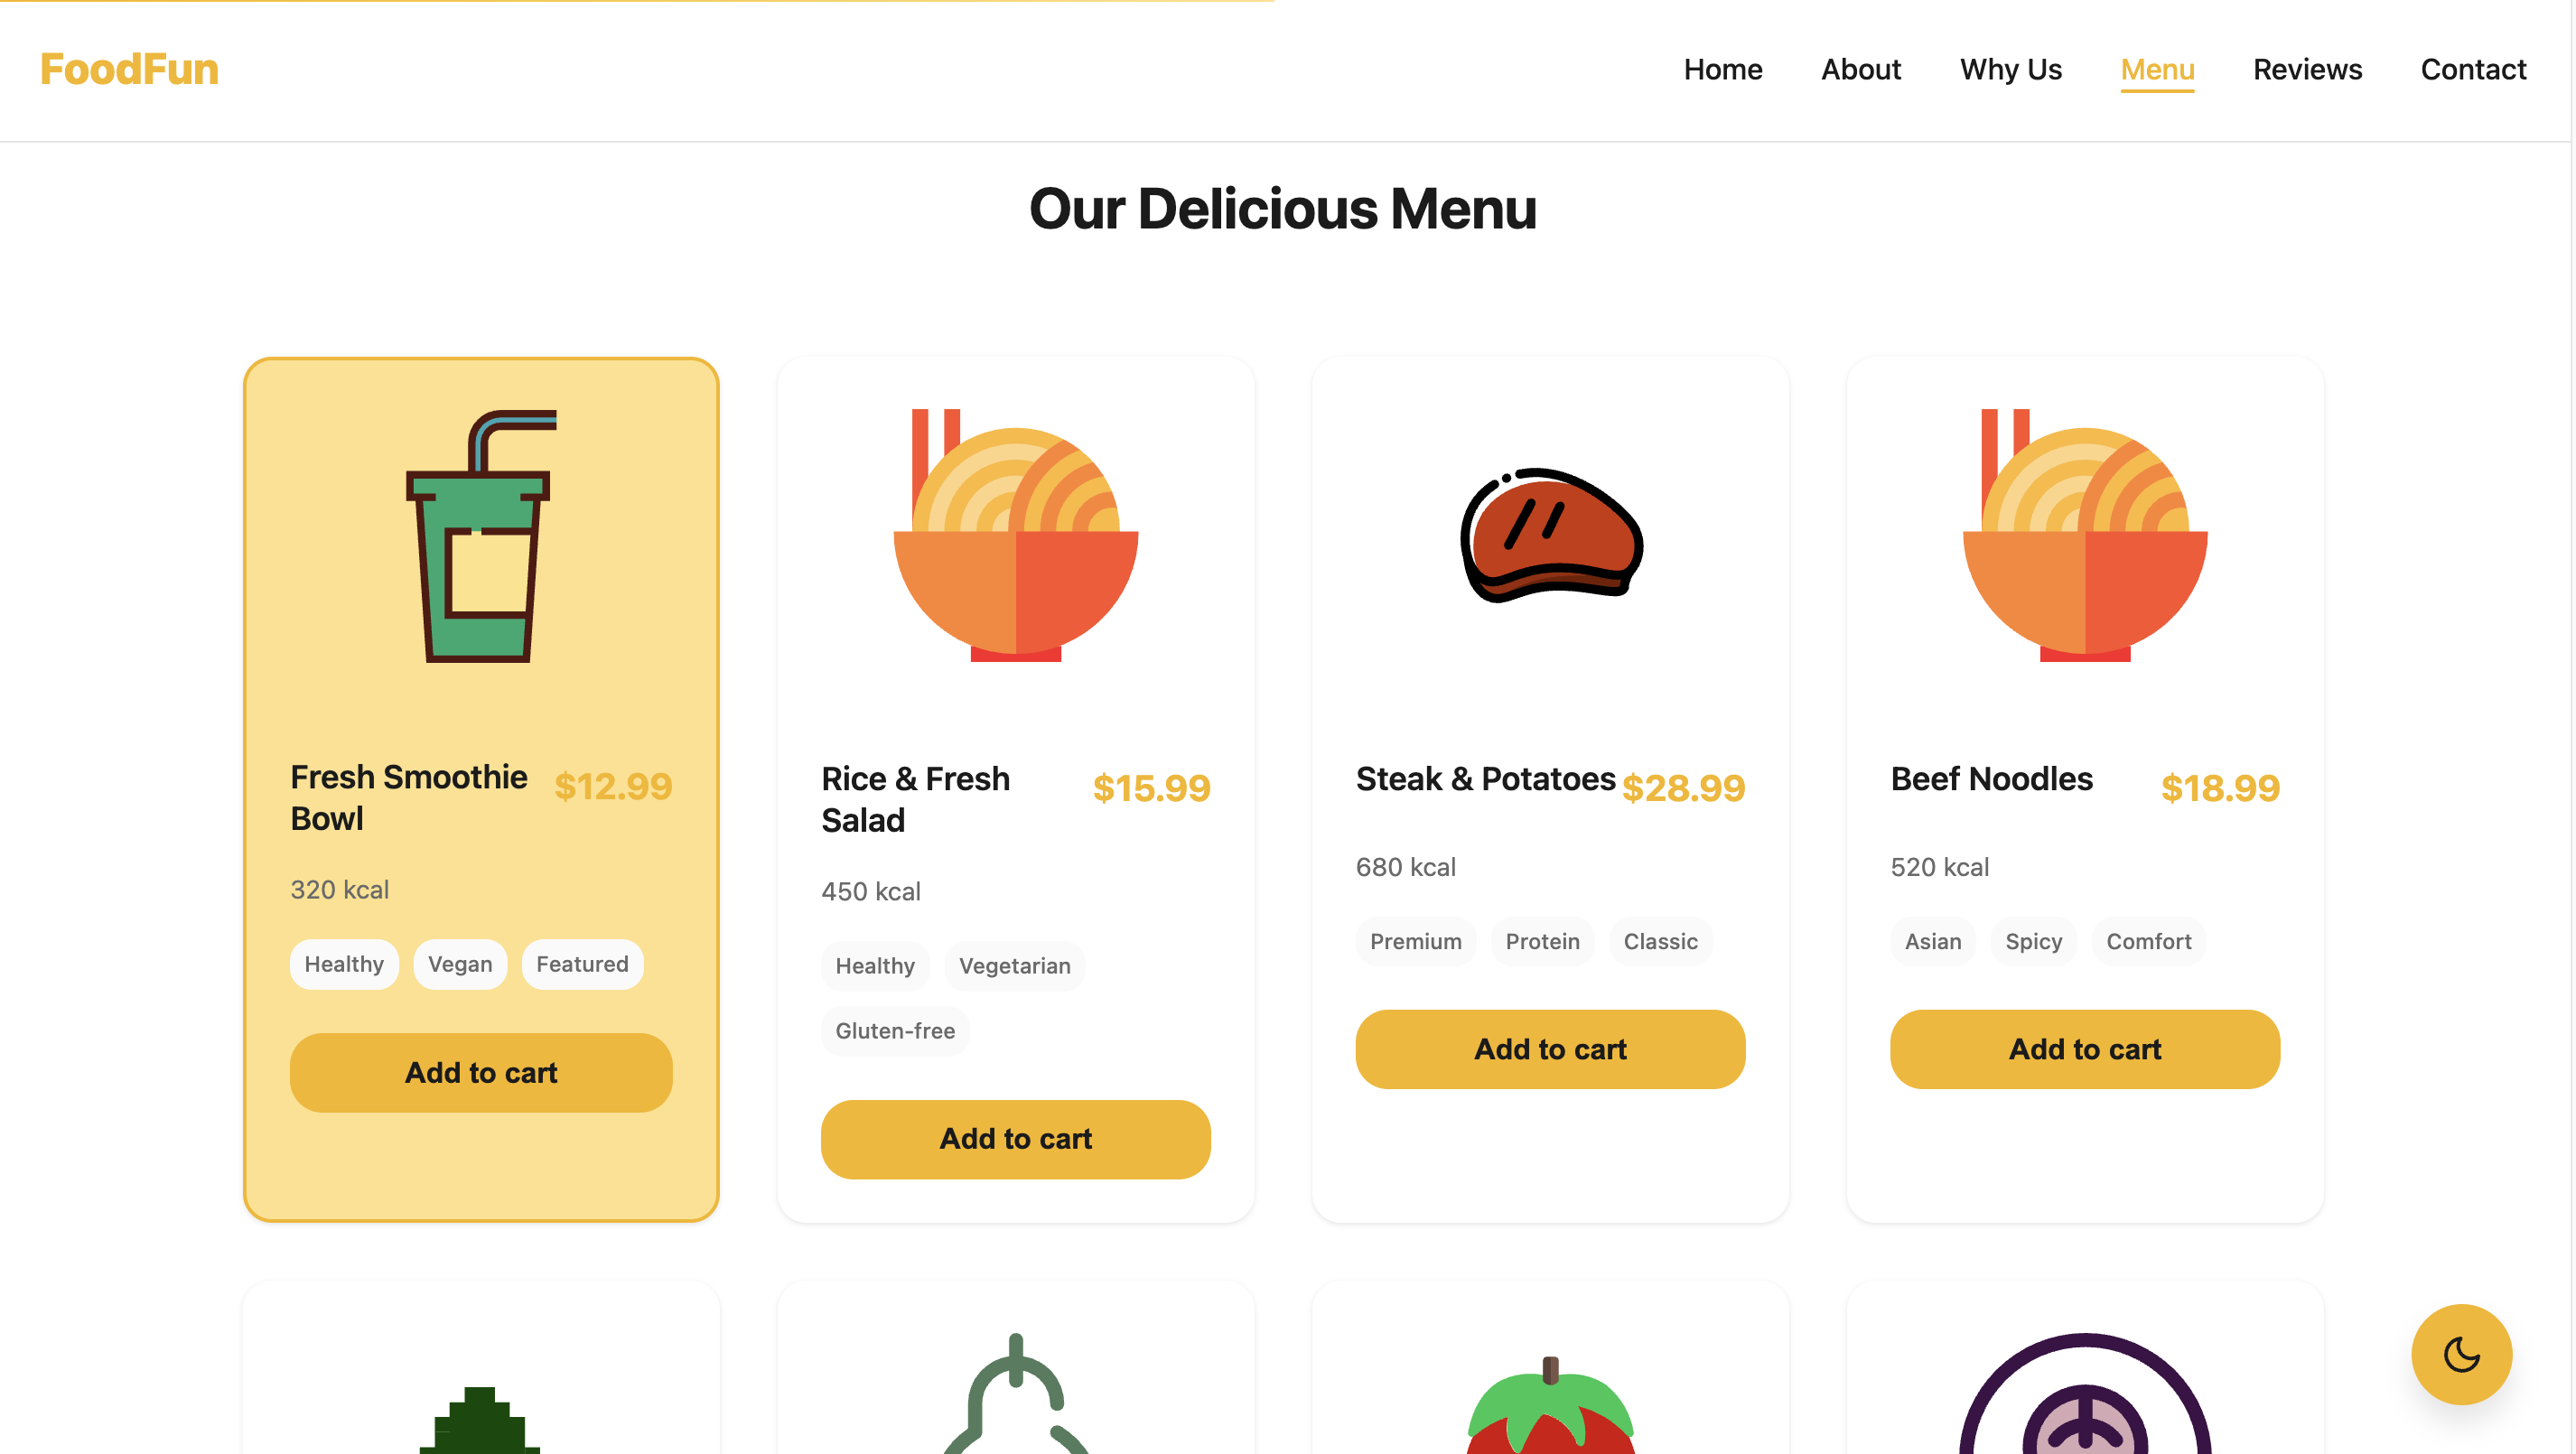 FoodFun
Home About Why Us Menu Reviews Contact
Our Delicious Menu
Fresh Smoothie
Bowl
$12.99
320 kcal
Healthy Vegan Featured
Add to cart
Rice & Fresh
Salad
$15.99
450 kcal
Healthy Vegetarian
Gluten-free
Add to cart
Steak & Potatoes $28.99
680 kcal
Premium Protein Classic
Add to cart
Beef Noodles $18.99
520 kcal
Asian Spicy Comfort
Add to cart